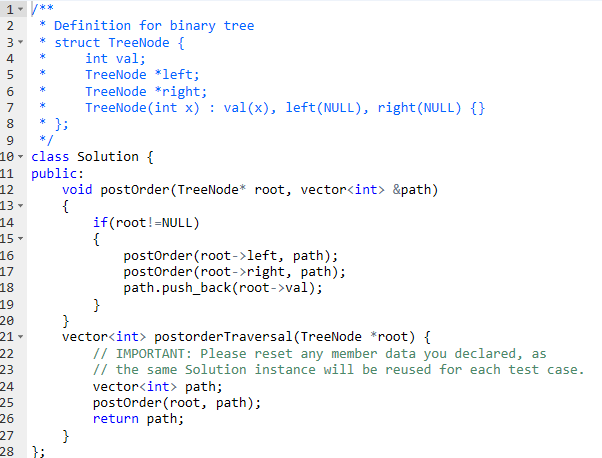 1 /**
2  * Definition for binary tree
3  * struct TreeNode {
4  *     int val;
5  *     TreeNode *left;
6  *     TreeNode *right;
7  *     TreeNode(int x) : val(x), left(NULL), right(NULL) {}
8  * };
9  */
10 class Solution {
11 public:
12     void postOrder(TreeNode* root, vector<int> &path)
13     {
14         if(root!=NULL)
15         {
16             postOrder(root->left, path);
17             postOrder(root->right, path);
18             path.push_back(root->val);
19         }
20     }
21     vector<int> postorderTraversal(TreeNode *root) {
22         // IMPORTANT: Please reset any member data you declared, as
23         // the same Solution instance will be reused for each test case.
24         vector<int> path;
25         postOrder(root, path);
26         return path;
27     }
28 };